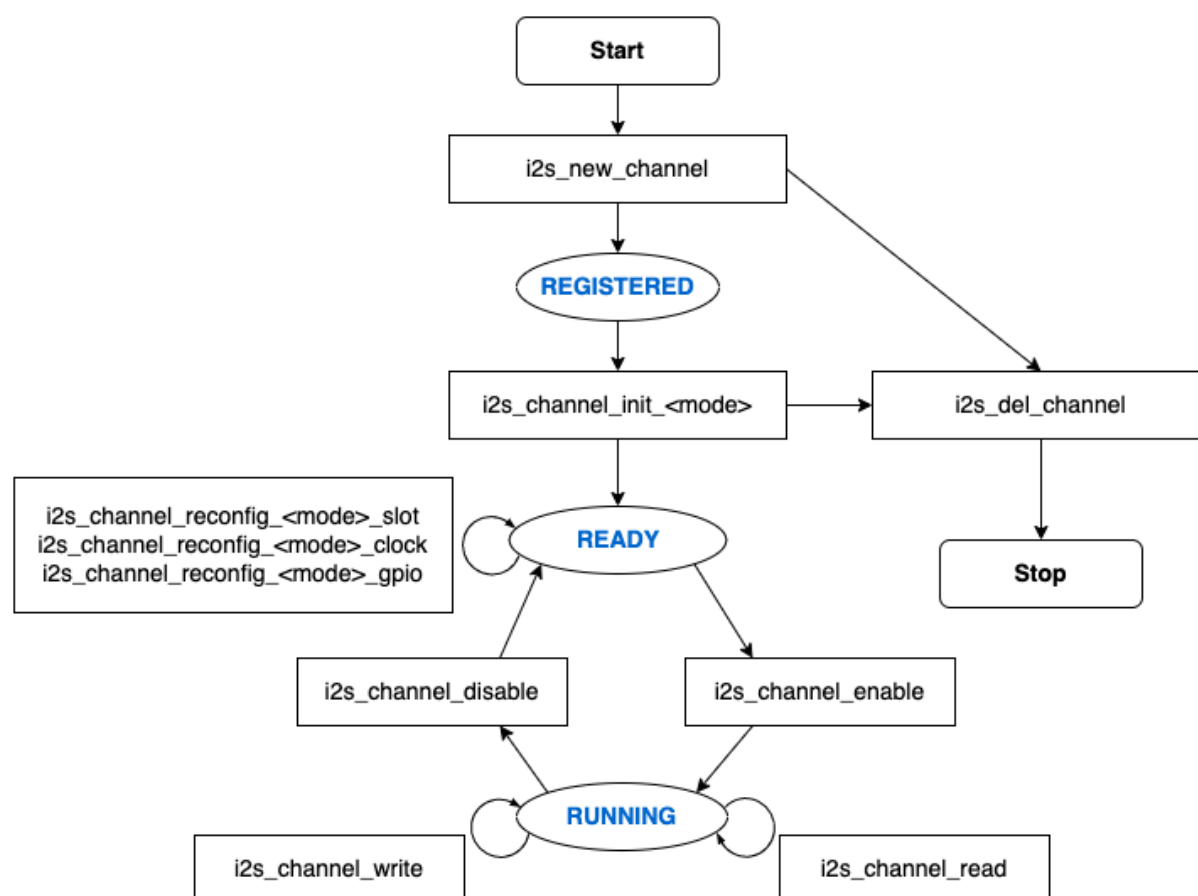 Start
i2s_new_channel
REGISTERED
i2s_channel_init_<mode>
i2s_del_channel
i2s_channel_reconfig_<mode>_slot
i2s_channel_reconfig_<mode>_clock
i2s_channel_reconfig_<mode>_gpio
READY
Stop
i2s_channel_disable
i2s_channel_enable
RUNNING
i2s_channel_write
i2s_channel_read